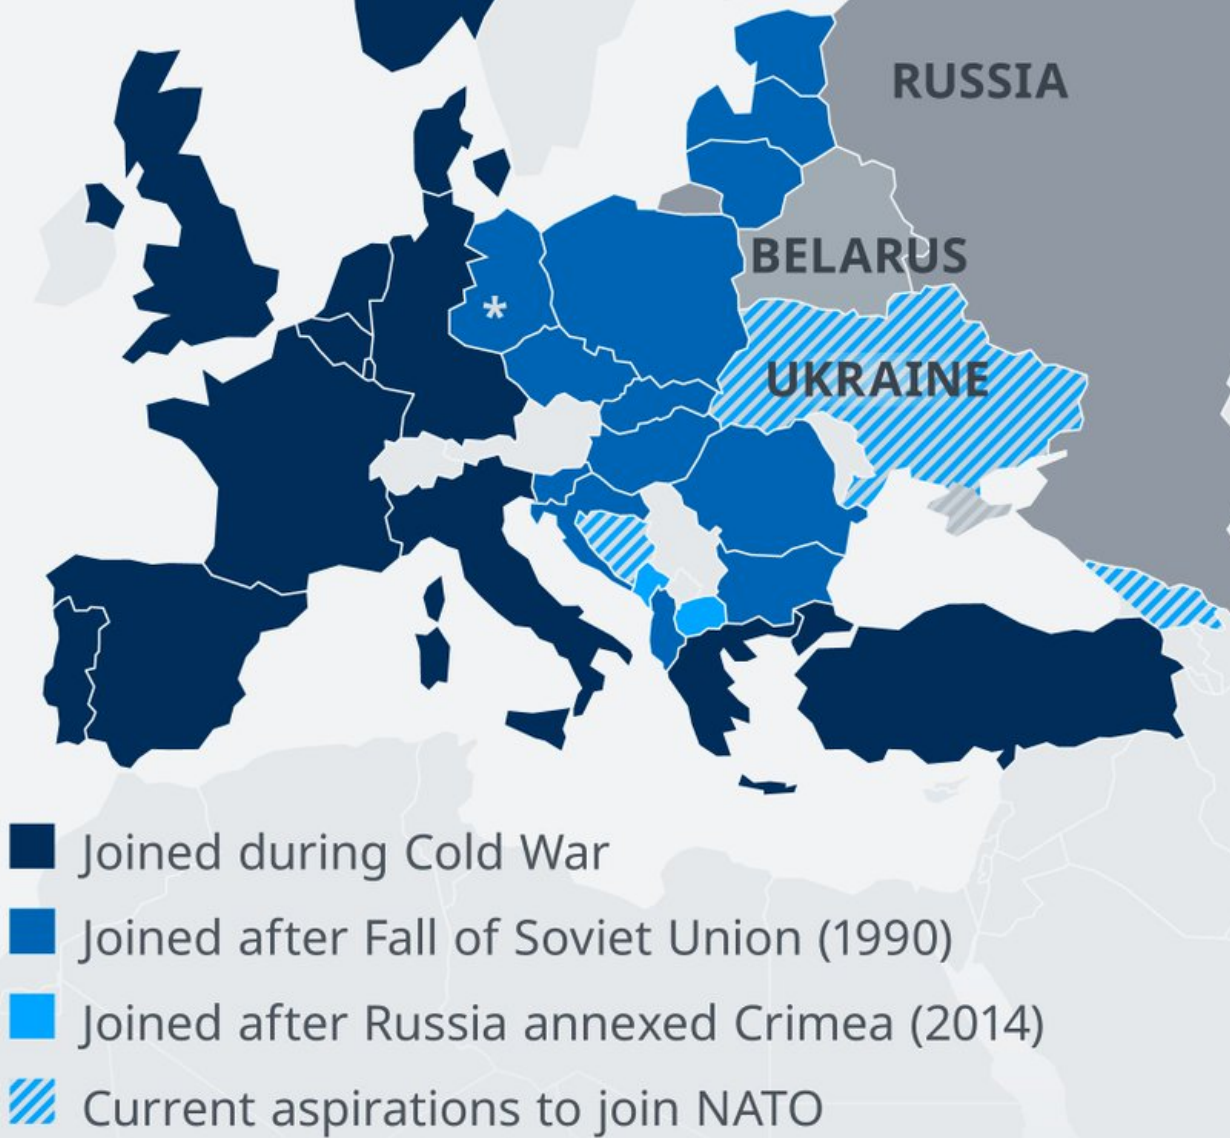 RUSSIA
BELARUS
*
UKRAINE
Joined during Cold War
Joined after Fall of Soviet Union (1990)
Joined after Russia annexed Crimea (2014)
Current aspirations to join NATO